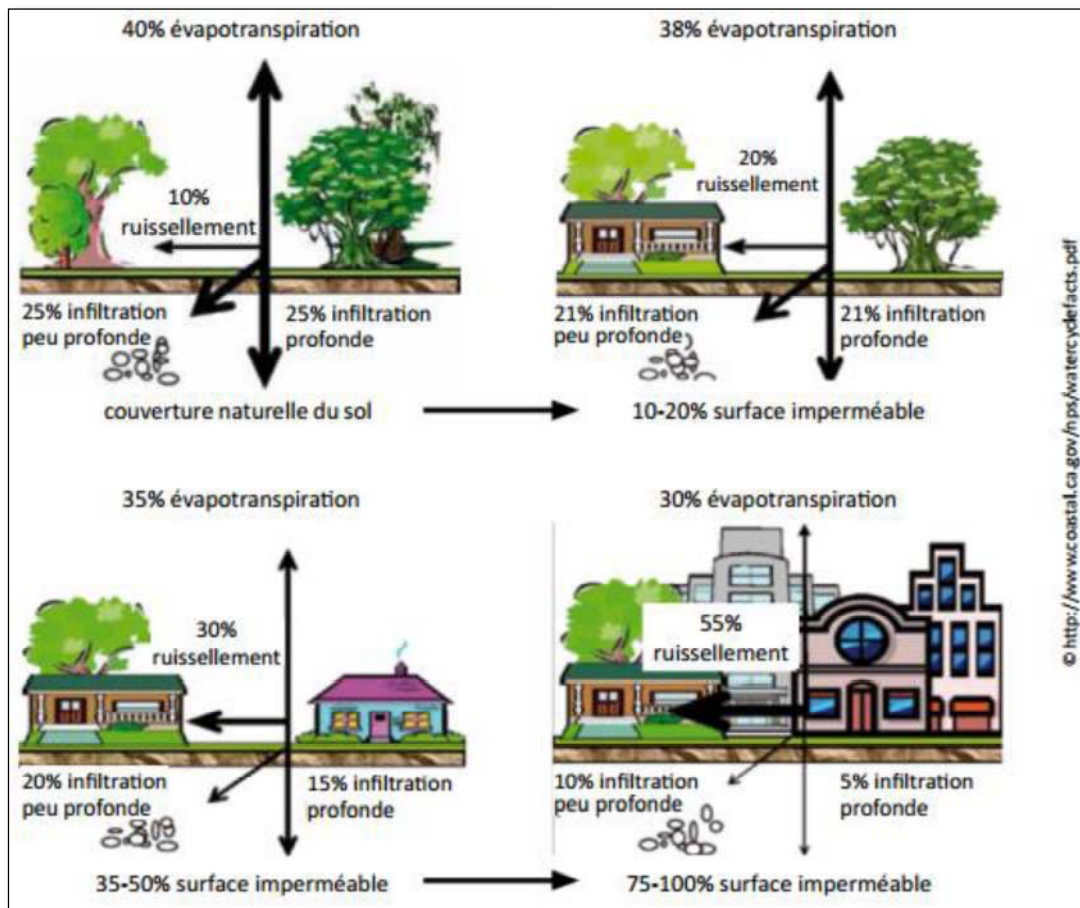 40% évapotranspiration
10%
ruissellement
25% infiltration
peu profonde
25% infiltration
profonde
couverture naturelle du sol
38% évapotranspiration
20%
ruissellement
21% infiltration
peu profonde
21% infiltration
profonde
10-20% surface imperméable
35% évapotranspiration
30%
ruissellement
20% infiltration
peu profonde
15% infiltration
profonde
35-50% surface imperméable
30% évapotranspiration
55%
ruissellement
10% infiltration
peu profonde
5% infiltration
profonde
75-100% surface imperméable
© http://www.coastal.ca.gov/nps/watercyclefacts.pdf